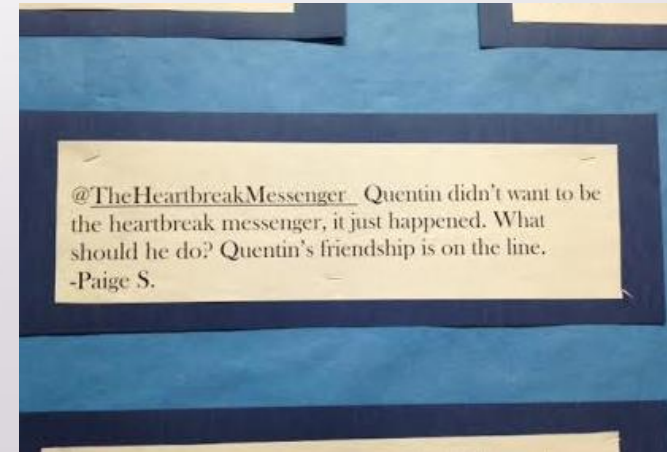 @TheHeartbreakMessenger Quentin didn't want to be
the heartbreak messenger, it just happened. What
should he do? Quentin's friendship is on the line.
-Paige S.